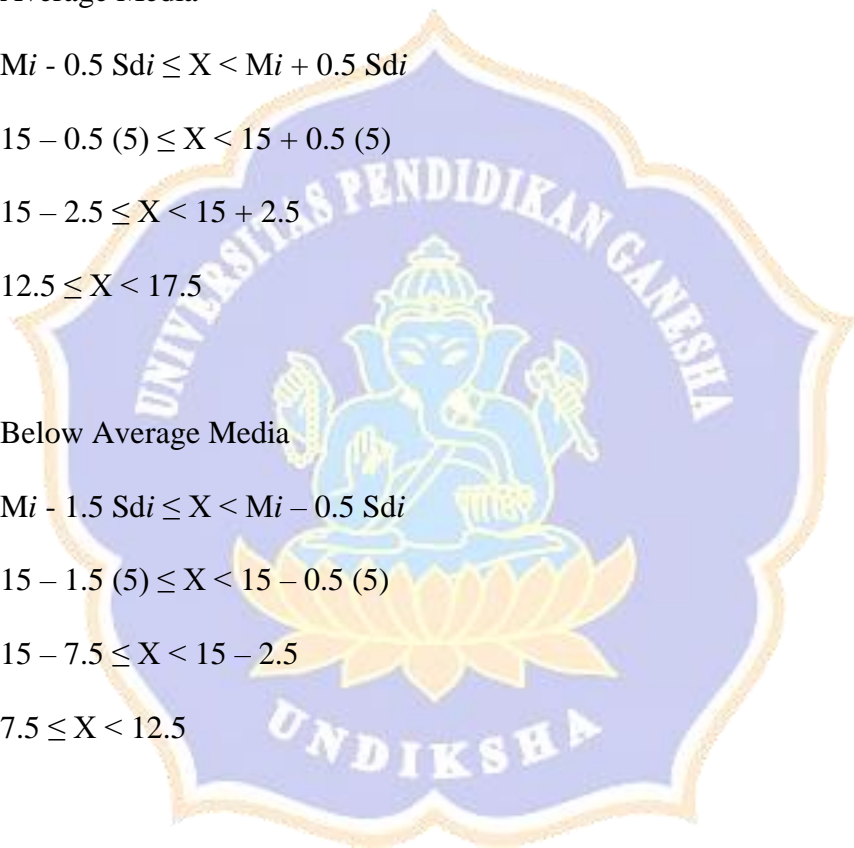 Average Media
Mi - 0.5 Sdi ≤ X < Mi + 0.5 Sdi
15 – 0.5 (5) ≤ X < 15 + 0.5 (5)
15 – 2.5 ≤ X < 15 + 2.5
12.5 ≤ X < 17.5
UNIVERSITAS PENDIDIKAN GANESHA
Below Average Media
Mi - 1.5 Sdi ≤ X < Mi – 0.5 Sdi
15 – 1.5 (5) ≤ X < 15 – 0.5 (5)
15 – 7.5 ≤ X < 15 – 2.5
7.5 ≤ X < 12.5
UNDIKSHA